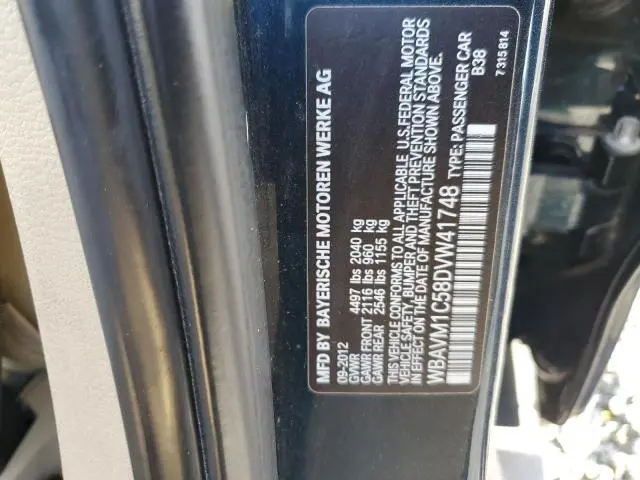 MFD BY BAYERISCHE MOTOREN WERKE AG
09-2012
GVWR 4497 lbs 2040 kg
GAWR FRONT 2116 lbs 960 kg
GAWR REAR 2546 lbs 1155 kg
THIS VEHICLE CONFORMS TO ALL APPLICABLE U.S.FEDERAL MOTOR
VEHICLE SAFETY, BUMPER AND THEFT PREVENTION STANDARDS
IN EFFECT ON THE DATE OF MANUFACTURE SHOWN ABOVE.
WBAVM1C58DVW41748 TYPE: PASSENGER CAR
B38
7 315 814